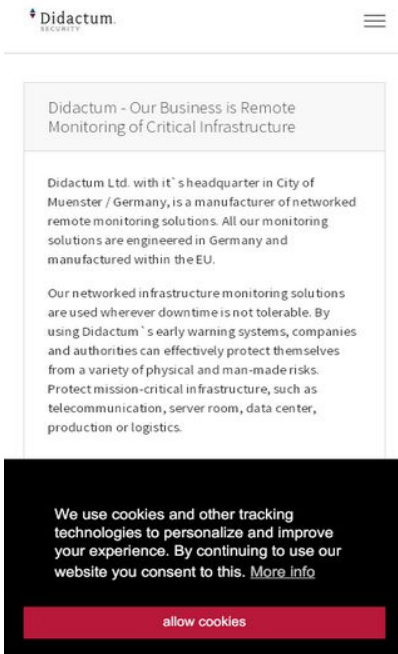 Didactum
SECURITY
Didactum - Our Business is Remote
Monitoring of Critical Infrastructure
Didactum Ltd. with it`s headquarter in City of
Muenster / Germany, is a manufacturer of networked
remote monitoring solutions. All our monitoring
solutions are engineered in Germany and
manufactured within the EU.
Our networked infrastructure monitoring solutions
are used wherever downtime is not tolerable. By
using Didactum`s early warning systems, companies
and authorities can effectively protect themselves
from a variety of physical and man-made risks.
Protect mission-critical infrastructure, such as
telecommunication, server room, data center,
production or logistics.
We use cookies and other tracking
technologies to personalize and improve
your experience. By continuing to use our
website you consent to this. More info
allow cookies